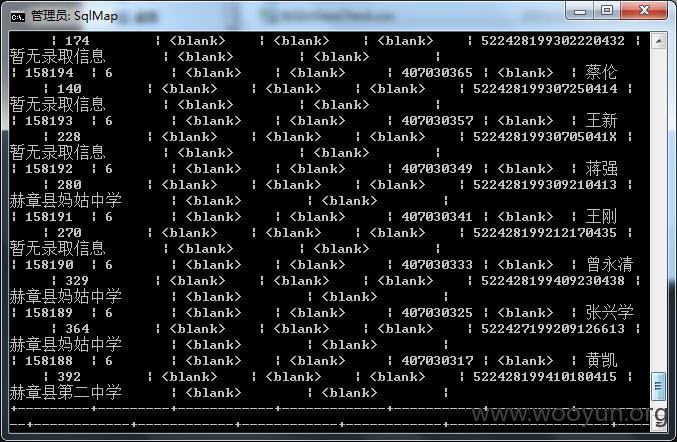 管理员: SqlMap
| 174 | <blank> | <blank> | <blank> | 522428199302220432 |
暂无录取信息 | <blank> | <blank> |
| 158194 | 6 | <blank> | <blank> | 407030365 | <blank> | 蔡伦
| 140 | <blank> | <blank> | <blank> | 522428199307250414 |
暂无录取信息 | <blank> | <blank> |
| 158193 | 6 | <blank> | <blank> | 407030357 | <blank> | 王新
| 228 | <blank> | <blank> | <blank> | 52242819930705041X |
暂无录取信息 | <blank> | <blank> |
| 158192 | 6 | <blank> | <blank> | 407030349 | <blank> | 蒋强
| 280 | <blank> | <blank> | <blank> | 522428199309210413 |
赫章县妈姑中学 | <blank> | <blank> |
| 158191 | 6 | <blank> | <blank> | 407030341 | <blank> | 王刚
| 270 | <blank> | <blank> | <blank> | 522428199212170435 |
暂无录取信息 | <blank> | <blank> |
| 158190 | 6 | <blank> | <blank> | 407030333 | <blank> | 曾永清
| 329 | <blank> | <blank> | <blank> | 522428199409230438 |
赫章县妈姑中学 | <blank> | <blank> |
| 158189 | 6 | <blank> | <blank> | 407030325 | <blank> | 张兴学
| 364 | <blank> | <blank> | <blank> | 522427199209126613 |
赫章县妈姑中学 | <blank> | <blank> |
| 158188 | 6 | <blank> | <blank> | 407030317 | <blank> | 黄凯
| 392 | <blank> | <blank> | <blank> | 522428199410180415 |
赫章县第二中学 | <blank> | <blank> |
www.wooyun.org